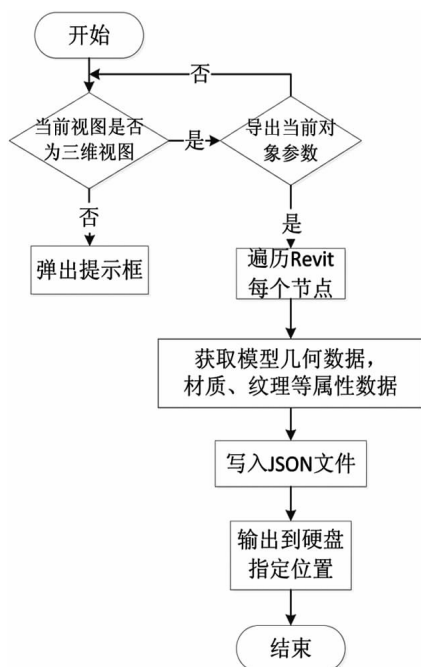 开始
否
当前视图是否
为三维视图
是
导出当前对
象参数
否
是
弹出提示框
遍历Revit
每个节点
获取模型几何数据，
材质、纹理等属性数据
写入JSON文件
输出到硬盘
指定位置
结束